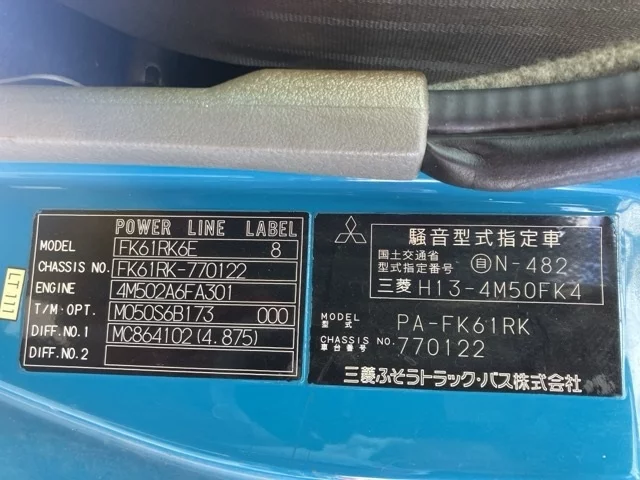 POWER LINE LABEL
MODEL FK61RK6E 8
CHASSIS NO. FK61RK-770122
ENGINE 4M502A6FA301
T/M・OPT. M050S6B173 000
DIFF.NO.1 MC864102(4.875)
DIFF.NO.2
LT111
騒音型式指定車
国土交通省
型式指定番号 自N-482
三菱 H13-4M50FK4
MODEL
型式 PA-FK61RK
CHASSIS NO.
車台番号 770122
三菱ふそうトラック・バス株式会社